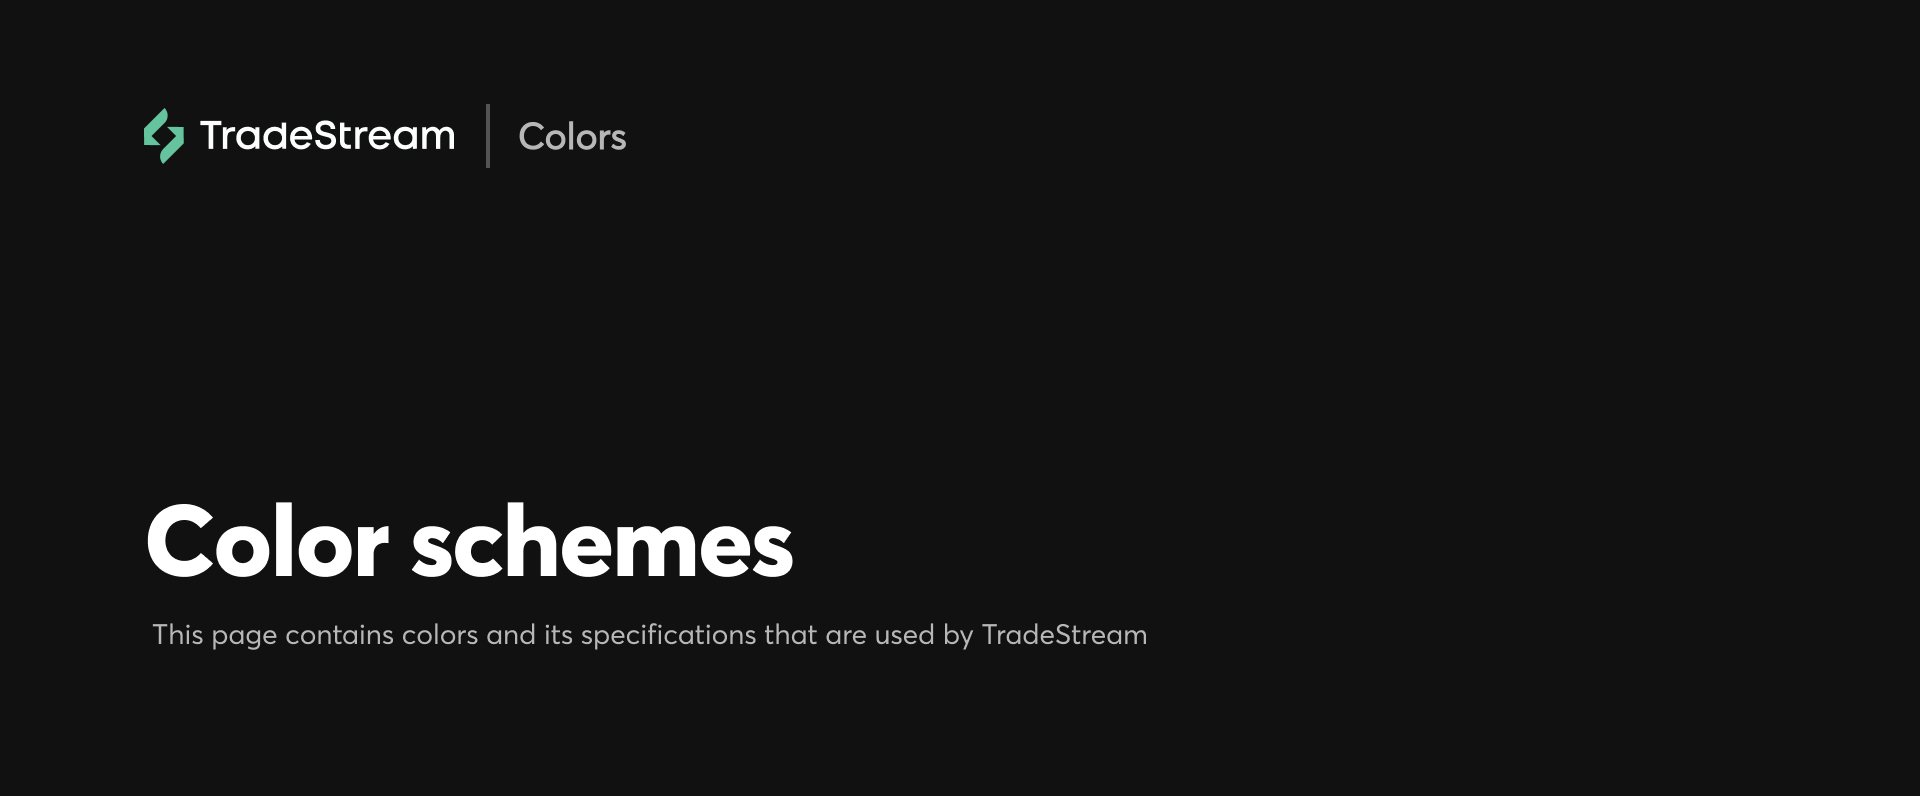 TradeStream Colors
Color schemes
This page contains colors and its specifications that are used by TradeStream